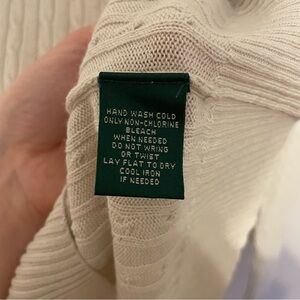 HAND WASH COLD
ONLY NON-CHLORINE
BLEACH
WHEN NEEDED
DO NOT WRING
OR TWIST
LAY FLAT TO DRY
COOL IRON
IF NEEDED